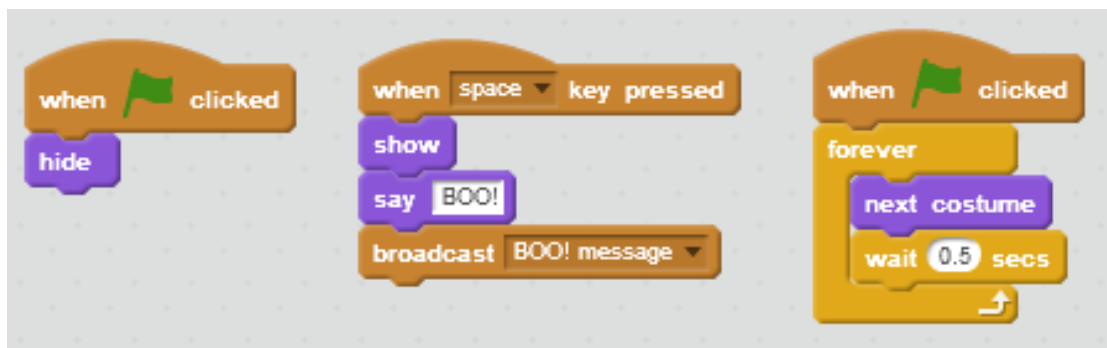 when clicked
hide
when space key pressed
show
say BOO!
broadcast BOO! message
when clicked
forever
next costume
wait 0.5 secs